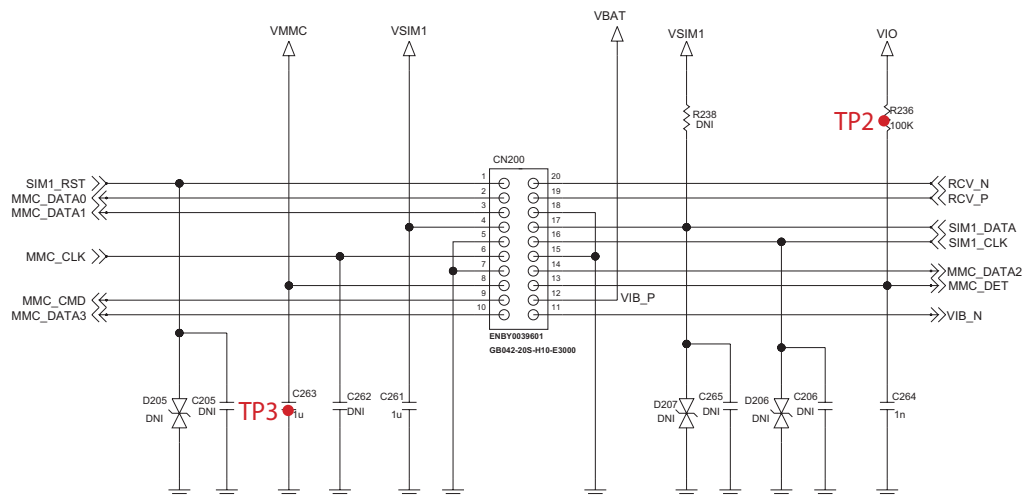 VMMC
VSIM1
VBAT
VSIM1
VIO
R238
DNI
TP2
R236
100K
CN200
1
20
SIM1_RST
RCV_N
2
19
MMC_DATA0
RCV_P
3
18
MMC_DATA1
4
17
SIM1_DATA
5
16
SIM1_CLK
6
15
MMC_CLK
7
14
MMC_DATA2
8
13
MMC_DET
9
12
MMC_CMD
VIB_P
10
11
MMC_DATA3
VIB_N
ENBY0039601
GB042-20S-H10-E3000
D205
DNI
C205
DNI
TP3
C263
1u
C262
DNI
C261
1u
D207
DNI
C265
DNI
D206
DNI
C206
DNI
C264
1n